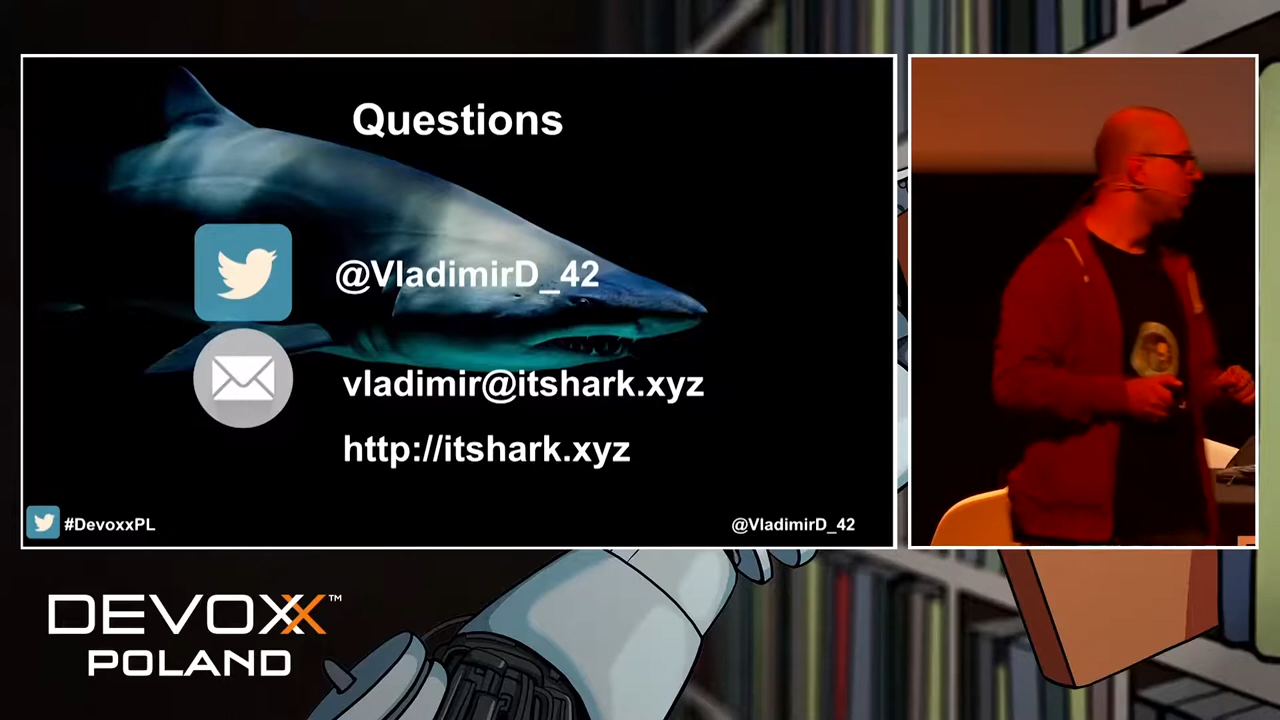 Questions
@VladimirD_42
vladimir@itshark.xyz
http://itshark.xyz
#DevoxxPL
@VladimirD_42
DEVOXX™
POLAND